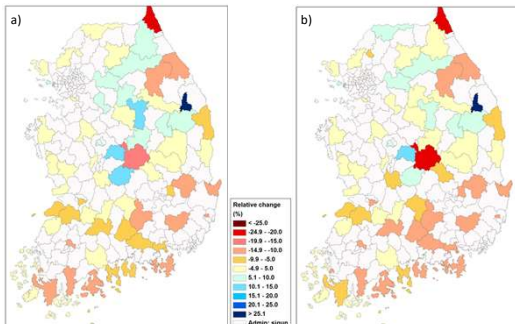 a)
b)
Relative change
(%)
< -25.0
-24.9 - -20.0
-19.9 - -15.0
-14.9 - -10.0
-9.9 - -5.0
-4.9 - 5.0
5.1 - 10.0
10.1 - 15.0
15.1 - 20.0
20.1 - 25.0
> 25.1
Admin: sigun